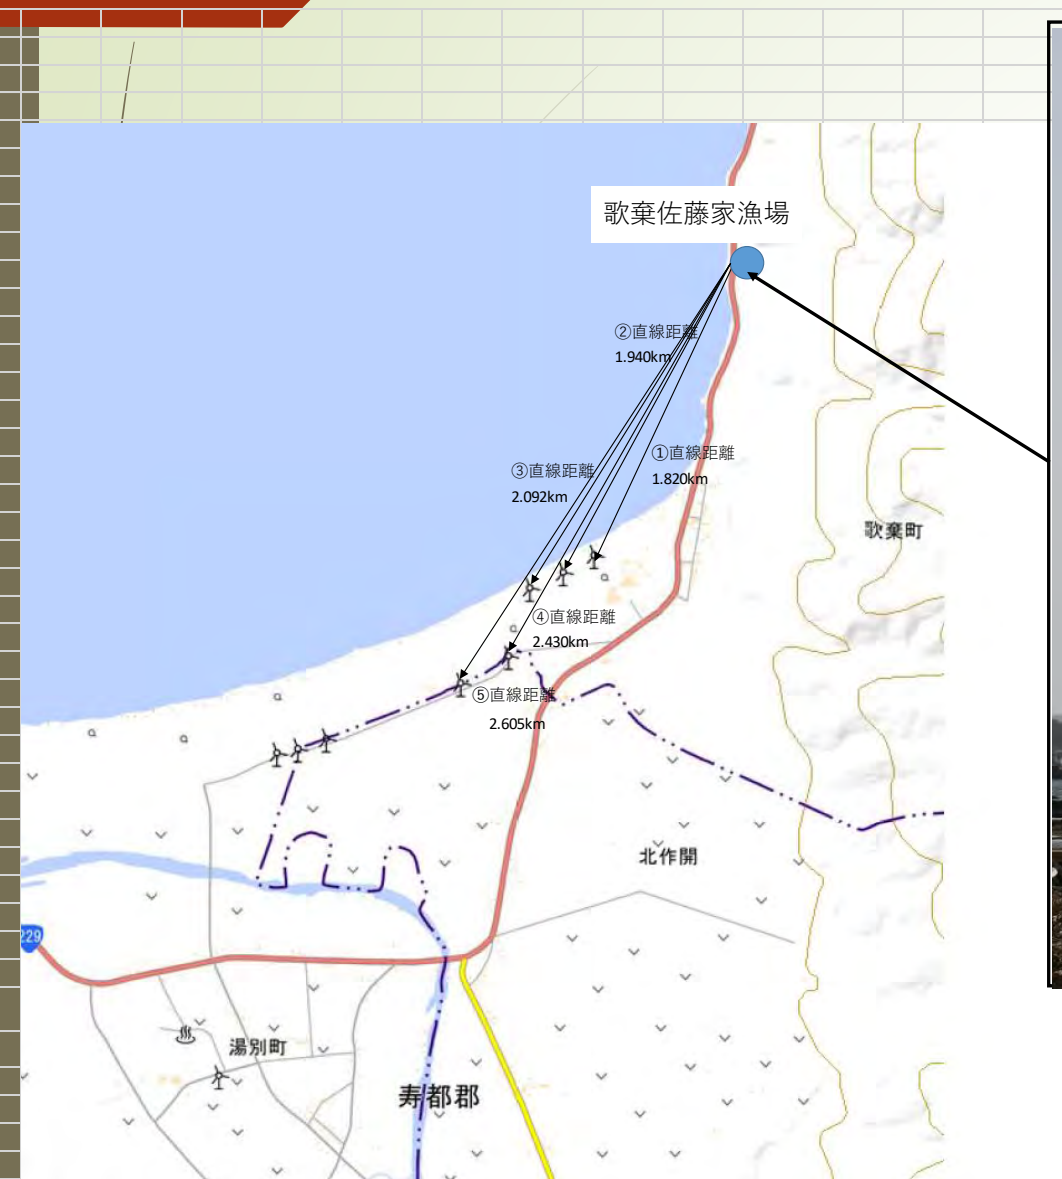 歌棄佐藤家漁場
②直線距離
1.940km
①直線距離
1.820km
③直線距離
2.092km
歌棄町
④直線距離
2.430km
⑤直線距離
2.605km
北作開
229
湯別町
寿都郡